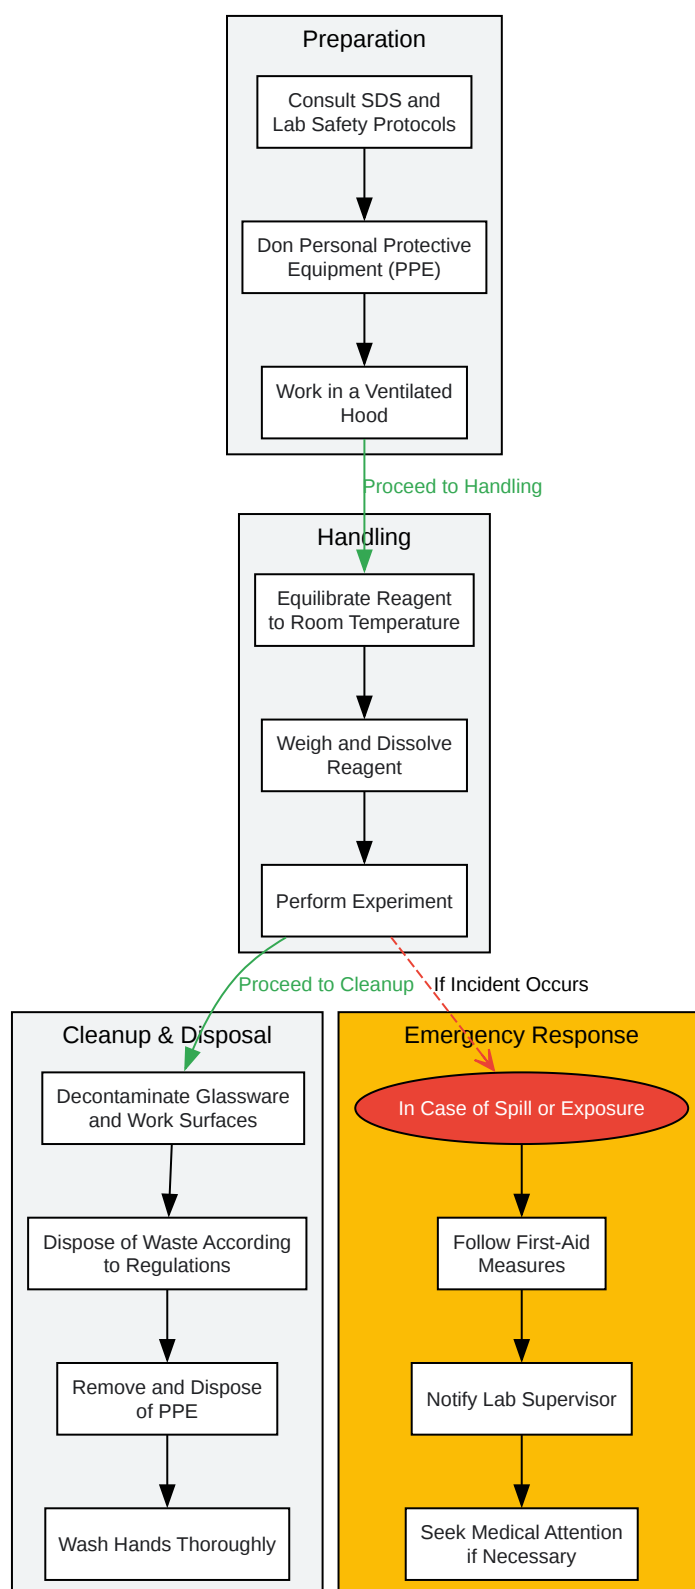 Preparation
Consult SDS and
Lab Safety Protocols
Don Personal Protective
Equipment (PPE)
Work in a Ventilated
Hood
Proceed to Handling
Handling
Equilibrate Reagent
to Room Temperature
Weigh and Dissolve
Reagent
Perform Experiment
Proceed to Cleanup
If Incident Occurs
Cleanup & Disposal
Decontaminate Glassware
and Work Surfaces
Dispose of Waste According
to Regulations
Remove and Dispose
of PPE
Wash Hands Thoroughly
Emergency Response
In Case of Spill or Exposure
Follow First-Aid
Measures
Notify Lab Supervisor
Seek Medical Attention
if Necessary